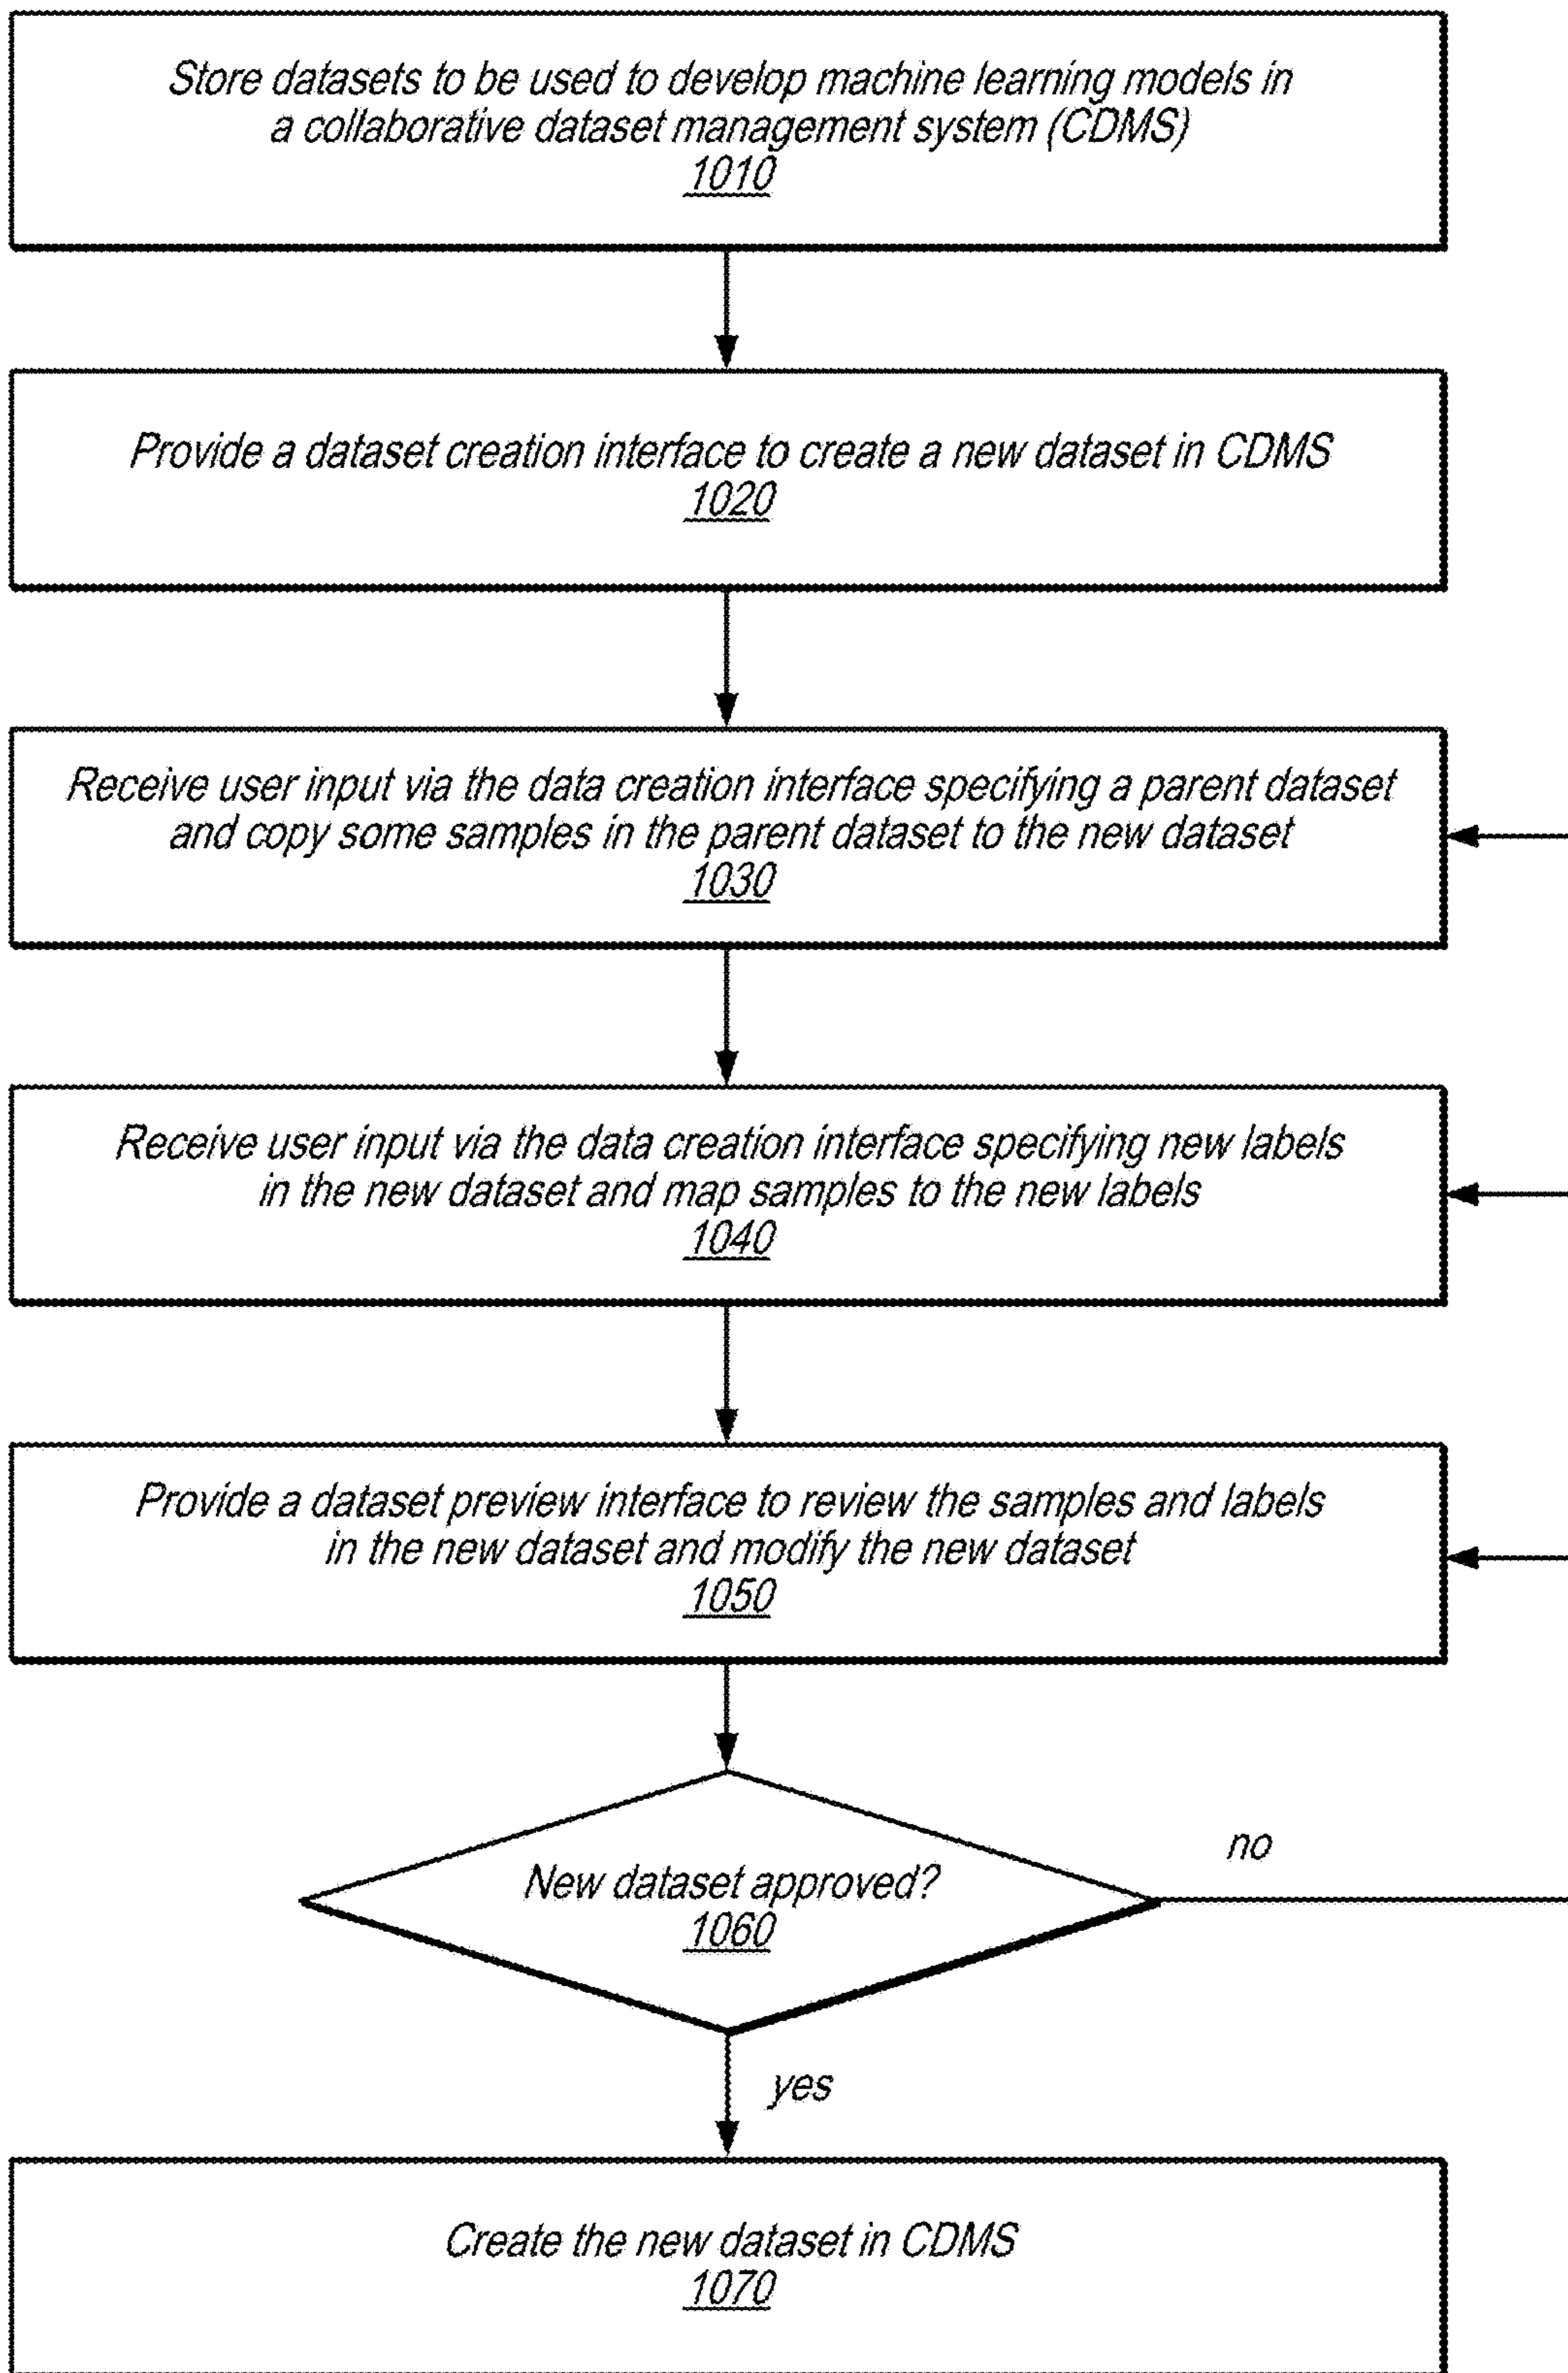 Store datasets to be used to develop machine learning models in
a collaborative dataset management system (CDMS)
1010
Provide a dataset creation interface to create a new dataset in CDMS
1020
Receive user input via the data creation interface specifying a parent dataset
and copy some samples in the parent dataset to the new dataset
1030
Receive user input via the data creation interface specifying new labels
in the new dataset and map samples to the new labels
1040
Provide a dataset preview interface to review the samples and labels
in the new dataset and modify the new dataset
1050
New dataset approved?
1060
no
yes
Create the new dataset in CDMS
1070